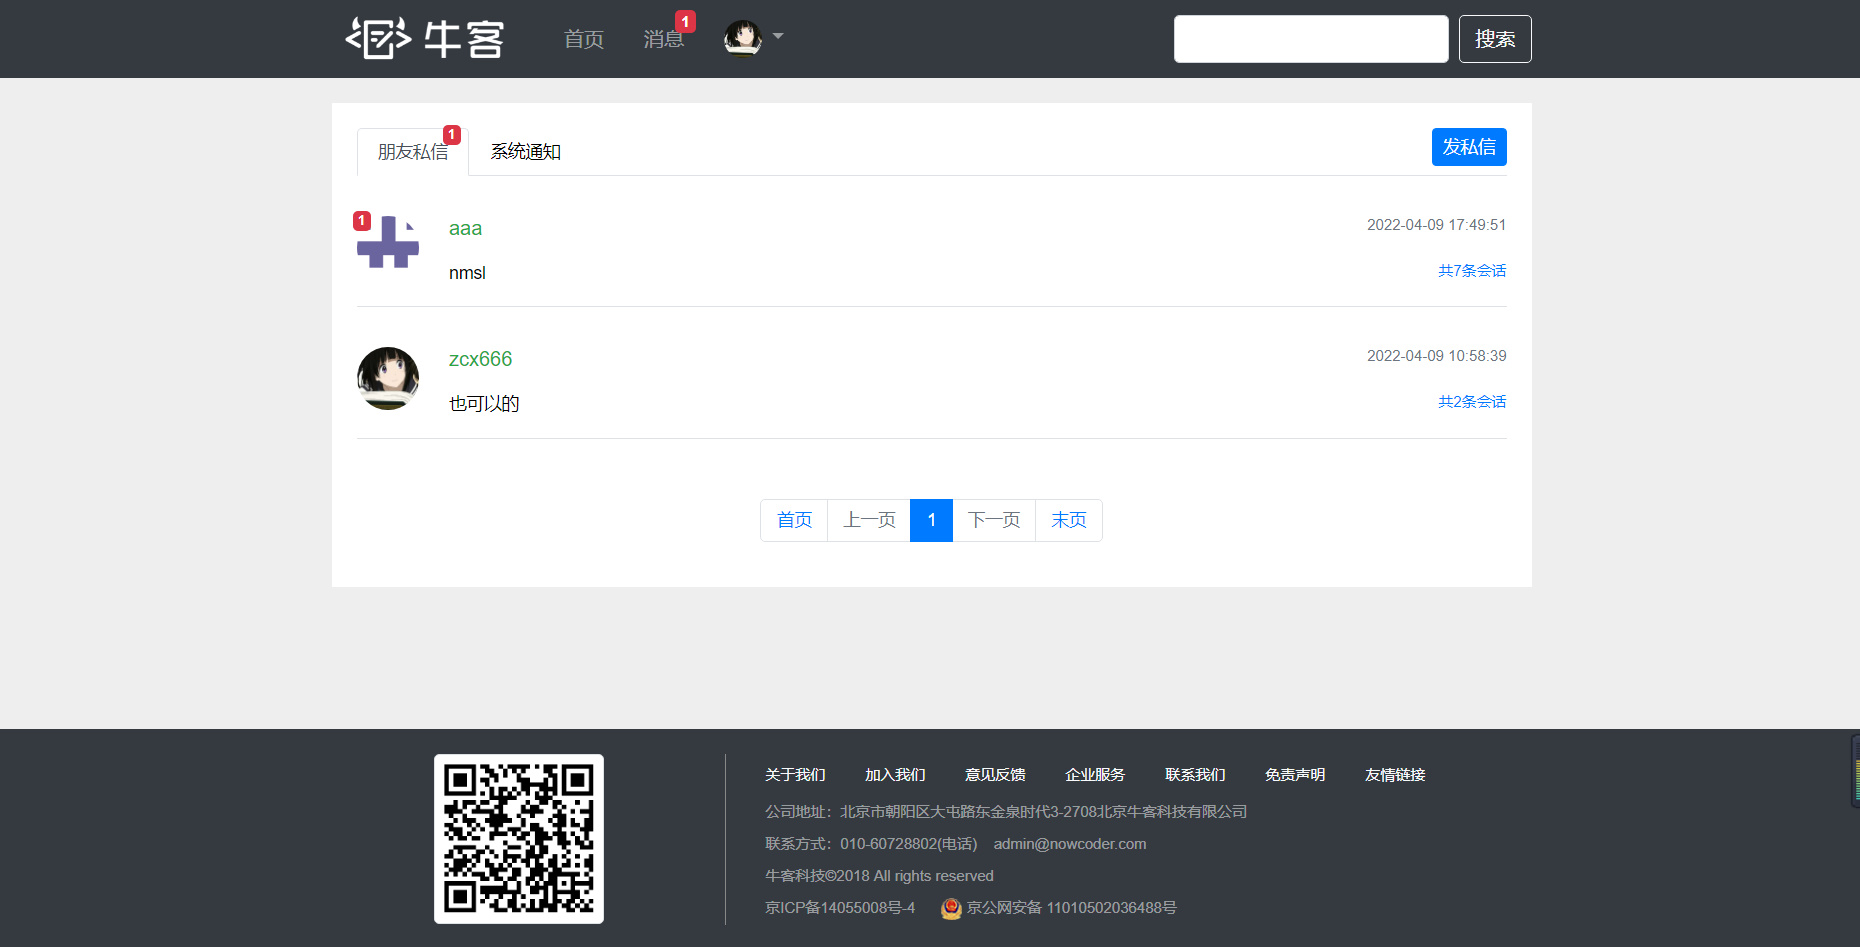 牛客 首页 消息 1 搜索
朋友私信 1 系统通知 发私信
1 aaa 2022-04-09 17:49:51
nmsl 共7条会话
zcx666 2022-04-09 10:58:39
也可以的 共2条会话
首页 上一页 1 下一页 末页
关于我们 加入我们 意见反馈 企业服务 联系我们 免责声明 友情链接
公司地址：北京市朝阳区大屯路东金泉时代3-2708北京牛客科技有限公司
联系方式：010-60728802(电话) admin@nowcoder.com
牛客科技©2018 All rights reserved
京ICP备14055008号-4 京公网安备 11010502036488号